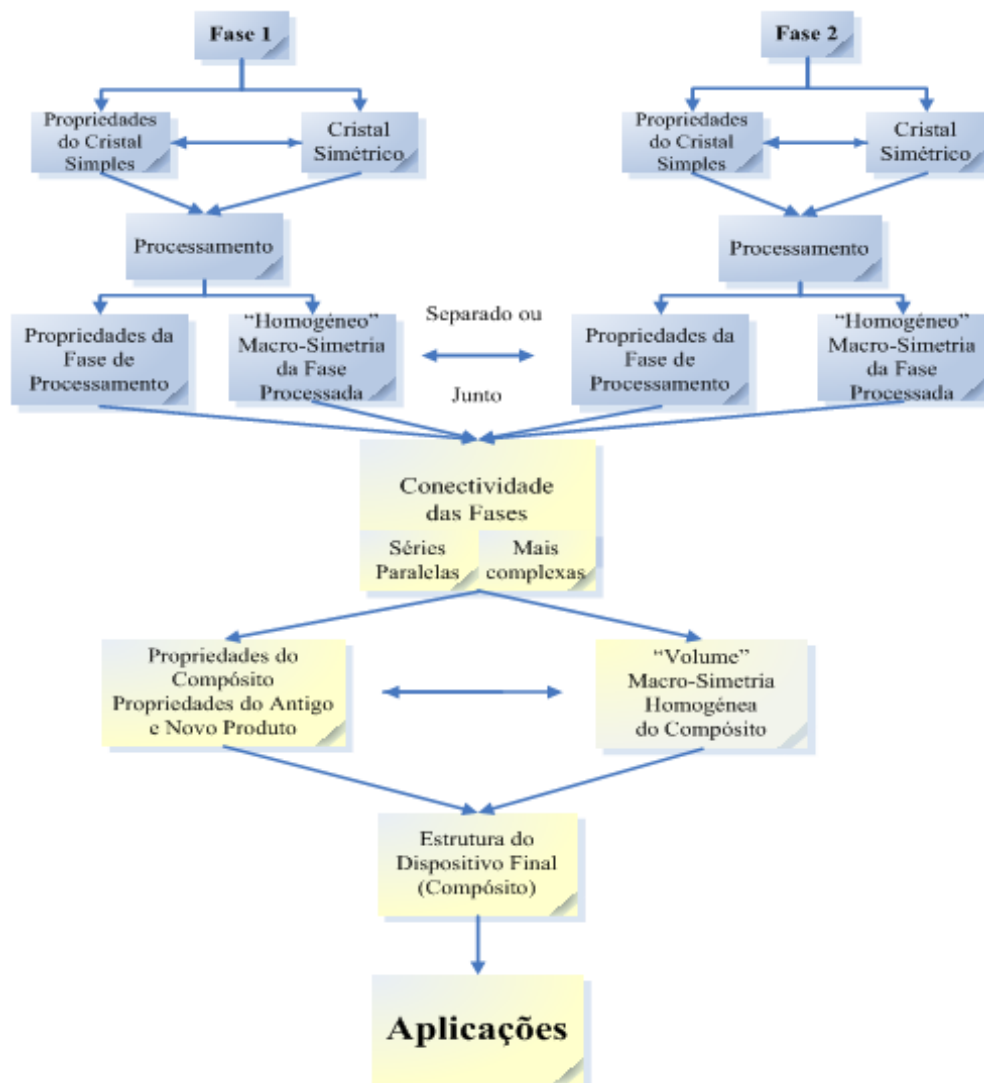 Fase 1
Fase 2
Propriedades
do Cristal
Simples
Cristal
Simétrico
Propriedades
do Cristal
Simples
Cristal
Simétrico
Processamento
Processamento
Propriedades da
Fase de
Processamento
“Homogéneo”
Macro-Simetria
da Fase
Processada
Separado ou
Junto
Propriedades da
Fase de
Processamento
“Homogéneo”
Macro-Simetria
da Fase
Processada
Conectividade
das Fases
Séries
Paralelas
Mais
complexas
Propriedades do
Compósito
Propriedades do Antigo
e Novo Produto
“Volume”
Macro-Simetria
Homogénea
do Compósito
Estrutura do
Dispositivo Final
(Compósito)
Aplicações